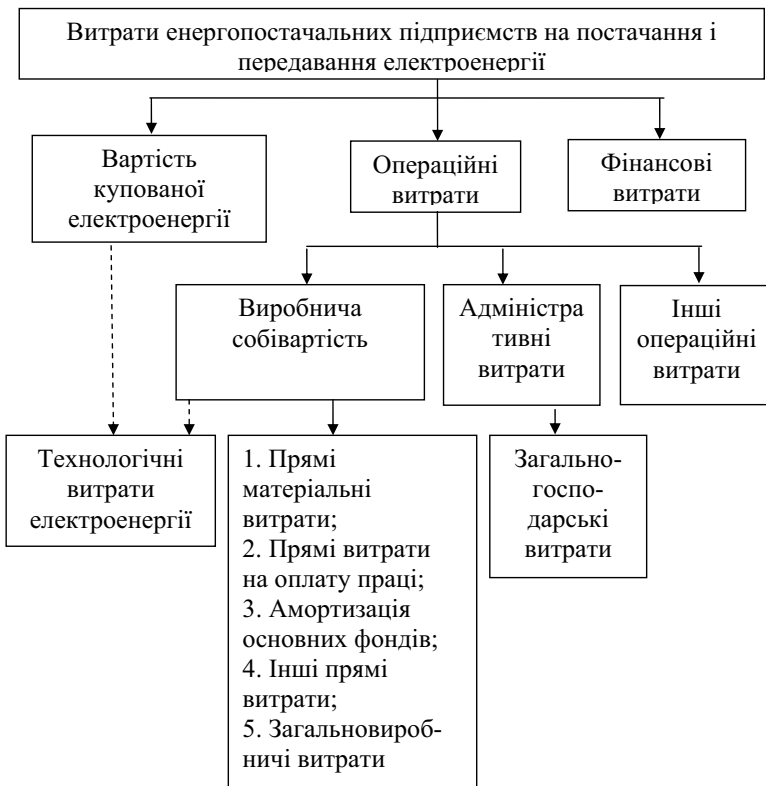 Витрати енергопостачальних підприємств на постачання і
передавання електроенергії
Вартість
купованої
електроенергії
Операційні
витрати
Фінансові
витрати
Виробнича
собівартість
Адміністра
тивні
витрати
Інші
операційні
витрати
Технологічні
витрати
електроенергії
1. Прямі
матеріальні
витрати;
2. Прямі витрати
на оплату праці;
3. Амортизація
основних фондів;
4. Інші прямі
витрати;
5. Загальновироб-
ничі витрати
Загально-
госпо-
дарські
витрати